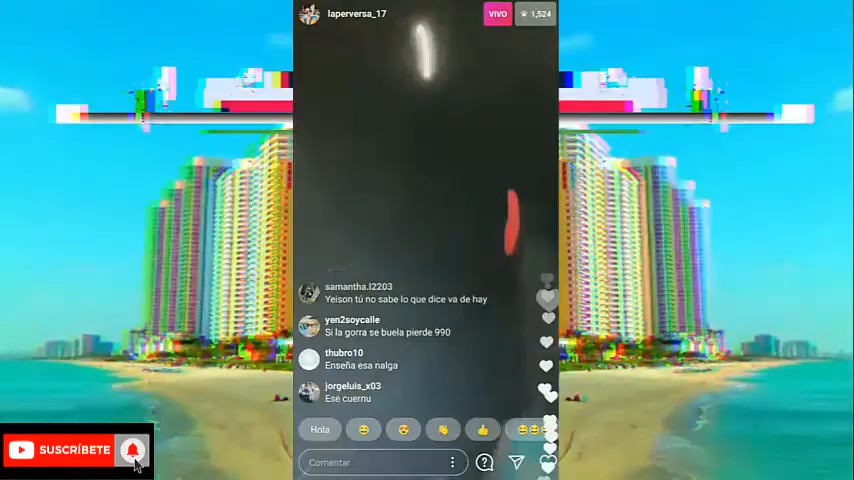 laperversa_17
VIVO
1,524
samantha.l2203
Yeison tú no sabe lo que dice va de hay
yen2soycalle
Si la gorra se buela pierde 990
thubro10
Enseña esa nalga
jorgeluis_x03
Ese cuernu
Hola
Comentar
SUSCRÍBETE